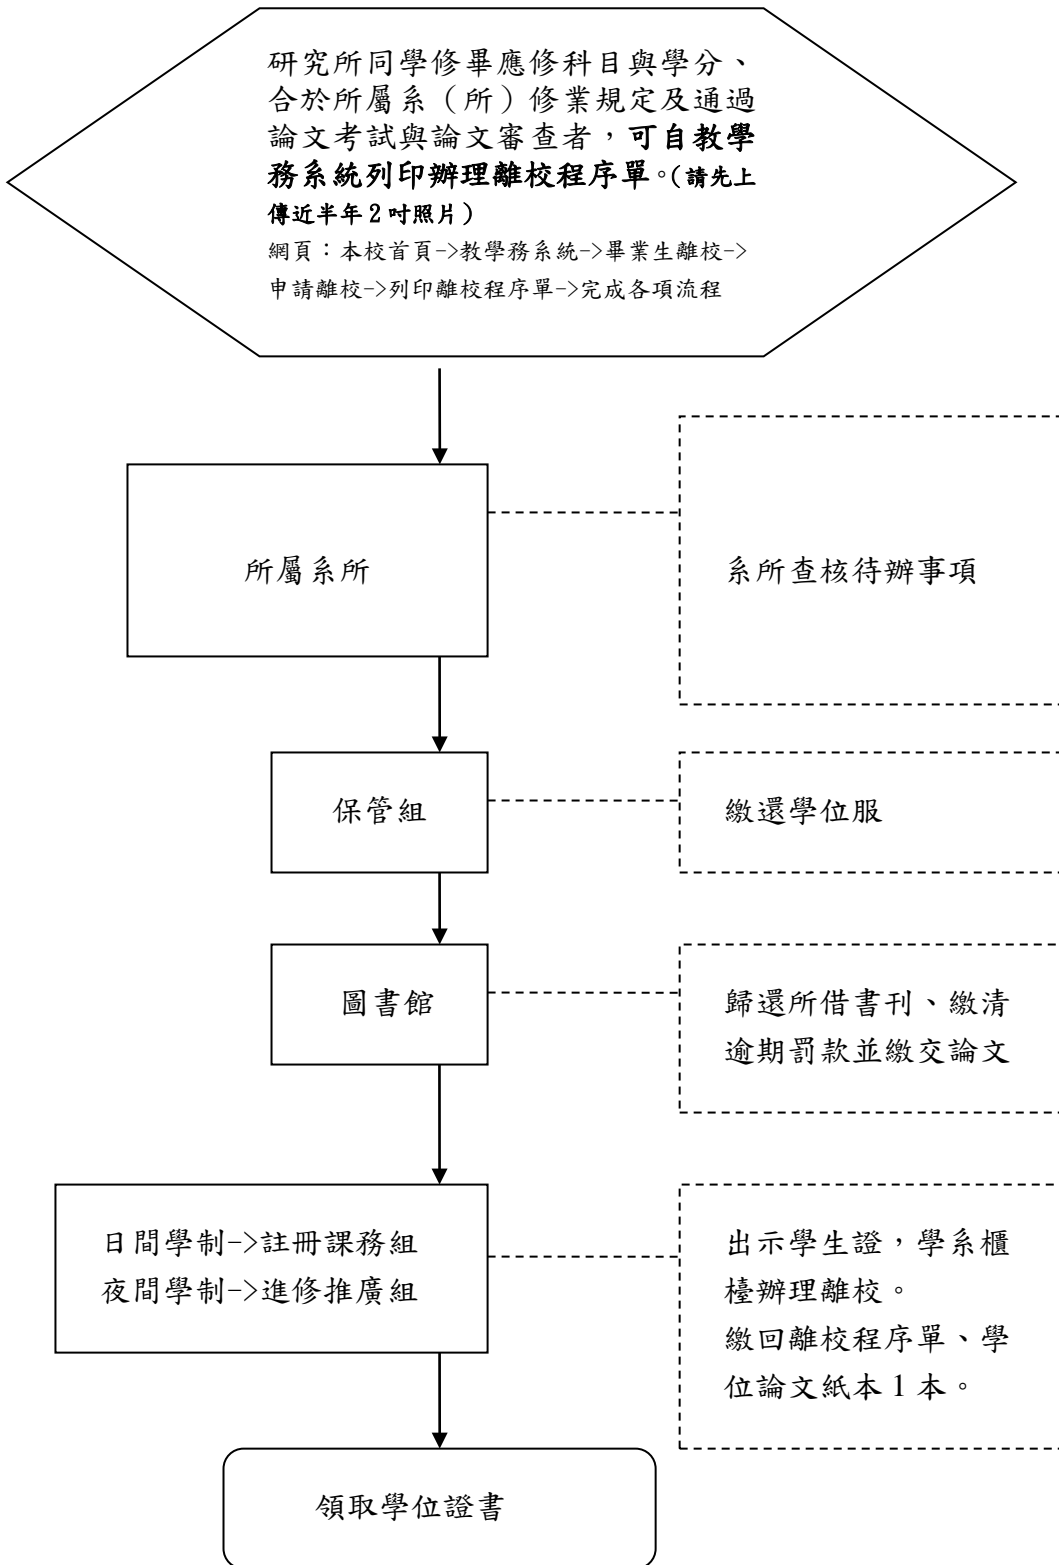 研究所同學修畢應修科目與學分、
合於所屬系（所）修業規定及通過
論文考試與論文審查者，可自教學
務系統列印辦理離校程序單。(請先上
傳近半年2吋照片)
網頁：本校首頁->教學務系統->畢業生離校->
申請離校->列印離校程序單->完成各項流程
所屬系所
系所查核待辦事項
保管組
繳還學位服
圖書館
歸還所借書刊、繳清
逾期罰款並繳交論文
日間學制->註冊課務組
夜間學制->進修推廣組
出示學生證，學系櫃
檯辦理離校。
繳回離校程序單、學
位論文紙本1本。
領取學位證書